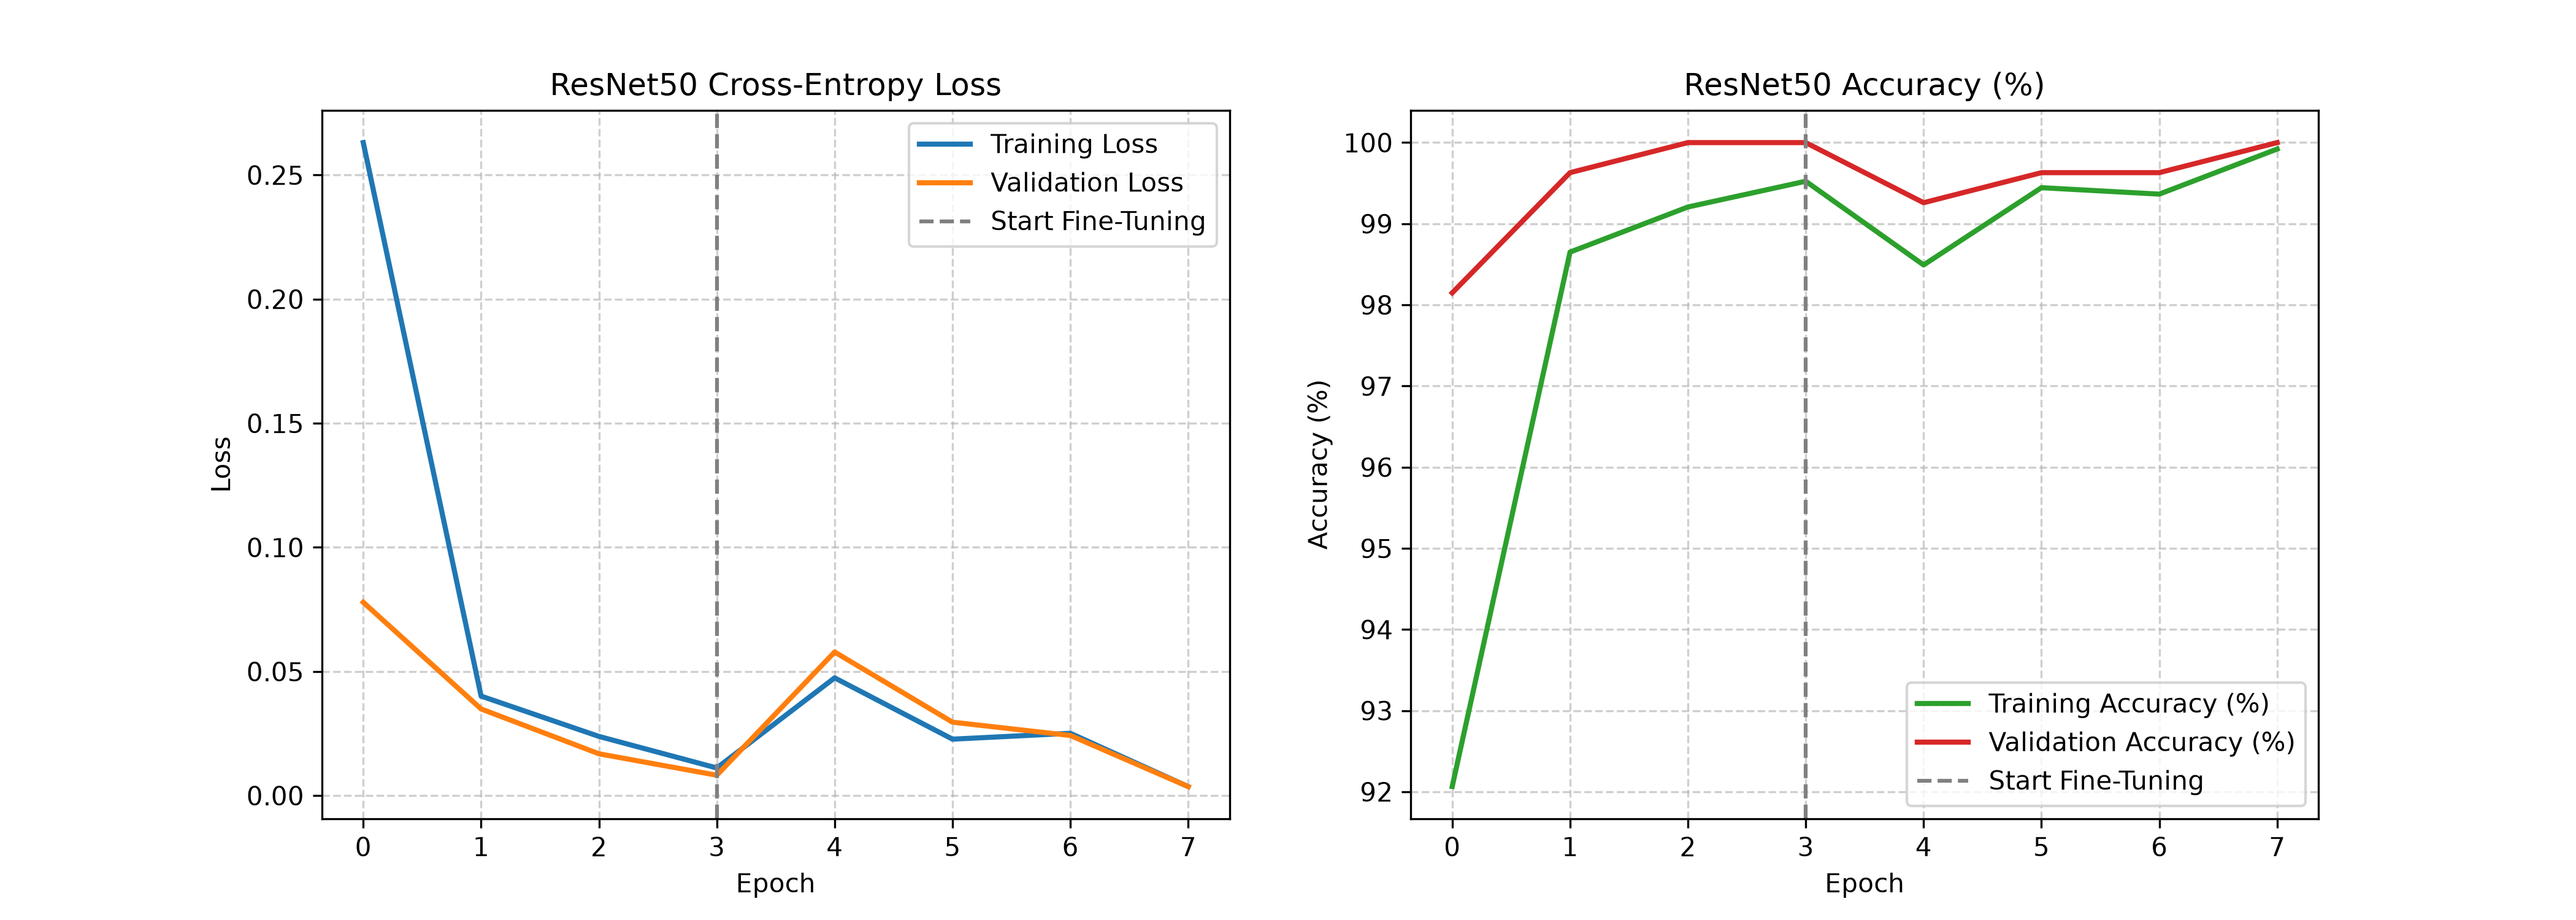 ResNet50 Cross-Entropy Loss
Training Loss
Validation Loss
Start Fine-Tuning
0.25
0.20
0.15
0.10
0.05
0.00
Loss
0 1 2 3 4 5 6 7
Epoch
ResNet50 Accuracy (%)
100
99
98
97
96
95
94
93
92
Accuracy (%)
Training Accuracy (%)
Validation Accuracy (%)
Start Fine-Tuning
0 1 2 3 4 5 6 7
Epoch